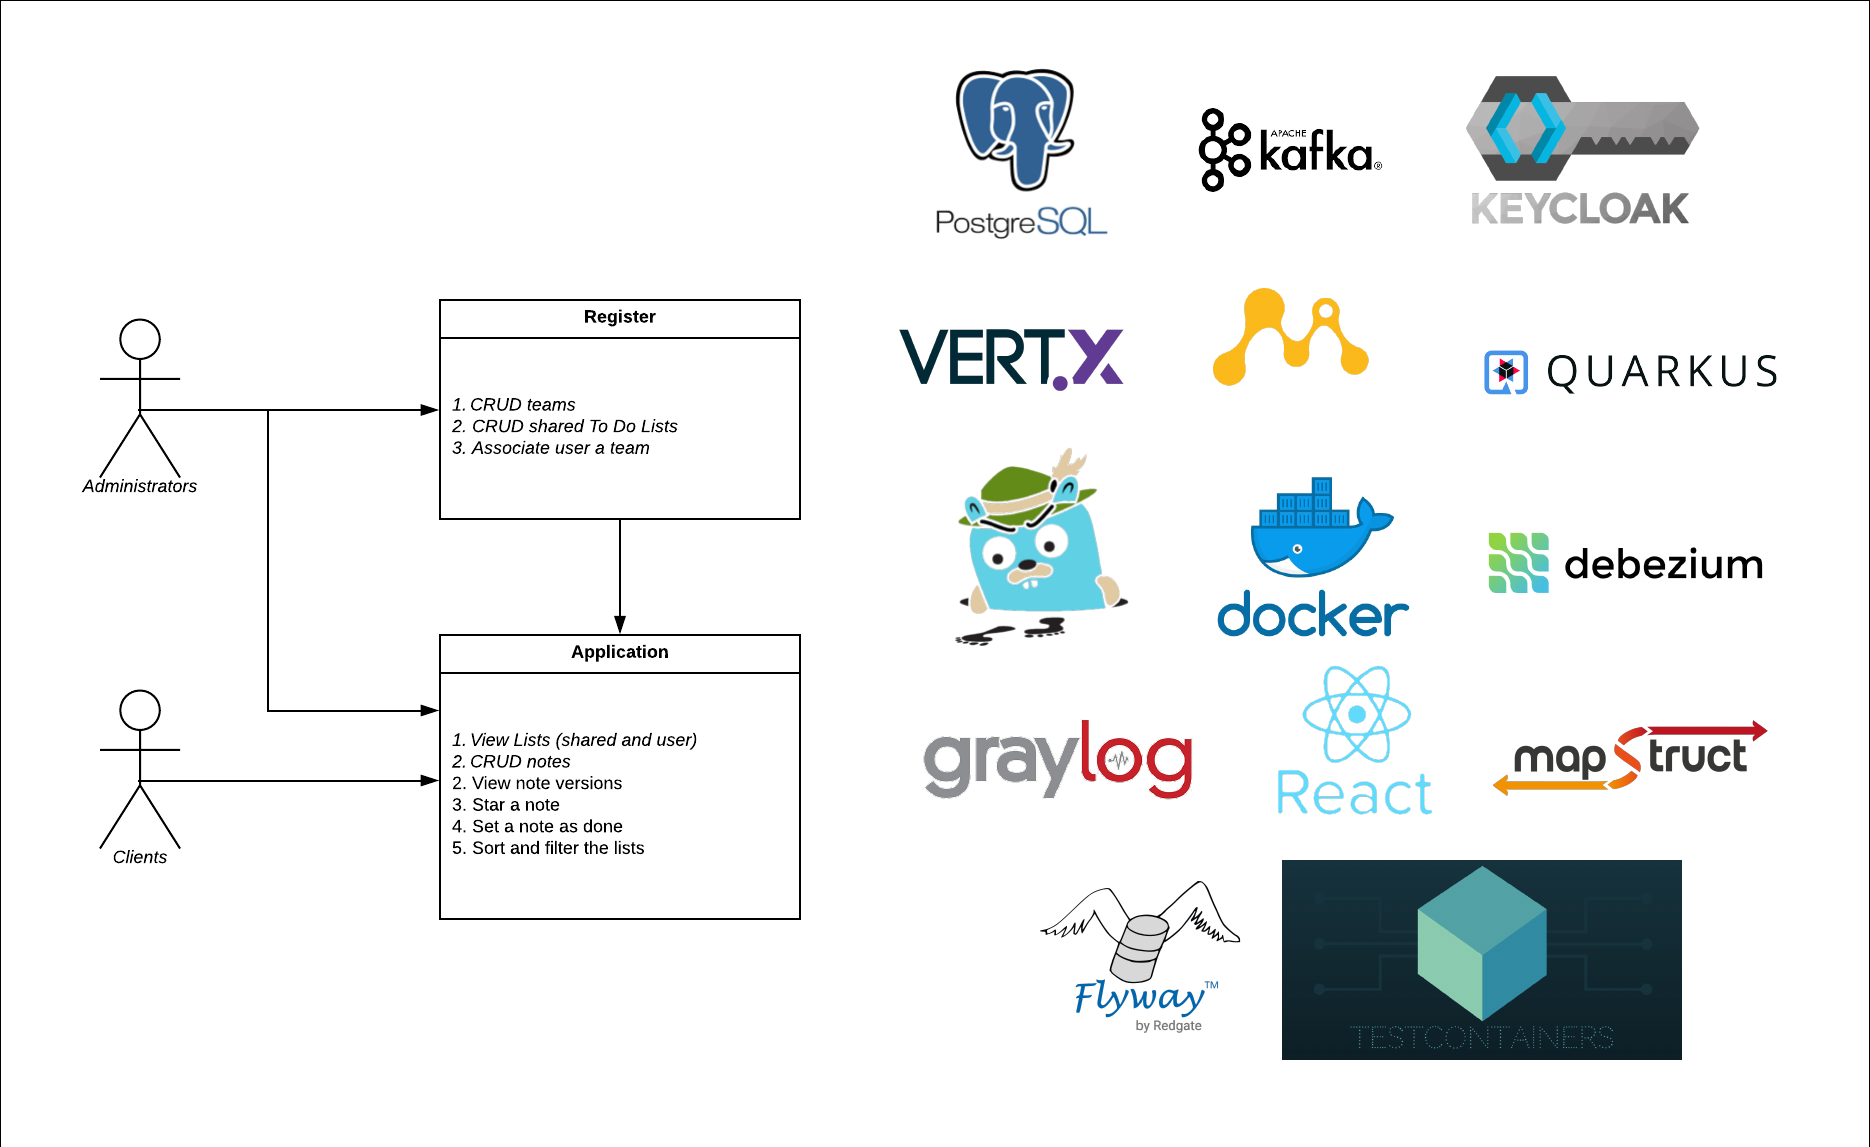 Register
1. CRUD teams
2. CRUD shared To Do Lists
3. Associate user a team
Administrators
Application
1. View Lists (shared and user)
2. CRUD notes
2. View note versions
3. Star a note
4. Set a note as done
5. Sort and filter the lists
Clients
PostgreSQL
APACHE
kafka®
KEYCLOAK
VERT.X
QUARKUS
docker
debezium
graylog
React
mapStruct
Flyway™
by Redgate
TESTCONTAINERS